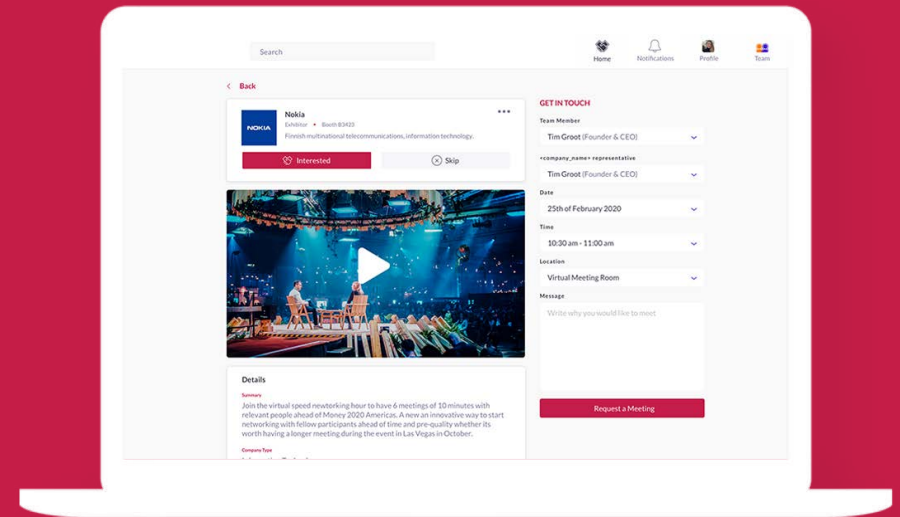 Search
Home
Notifications
Profile
Team
Back
NOKIA
Nokia
Exhibitor • Booth B3425
Finnish multinational telecommunications, information technology.
Interested
Skip
Details
Summary
Join the virtual speed newtorking hour to have 6 meetings of 10 minutes with
relevant people ahead of Money 2020 Americas. A new an innovative way to start
networking with fellow participants ahead of time and pre-quality whether its
worth having a longer meeting during the event in Las Vegas in October.
Company Type
GET IN TOUCH
Team Member
Tim Groot (Founder & CEO)
<company_name> representative
Tim Groot (Founder & CEO)
Date
25th of February 2020
Time
10:30 am - 11:00 am
Location
Virtual Meeting Room
Message
Write why you would like to meet
Request a Meeting